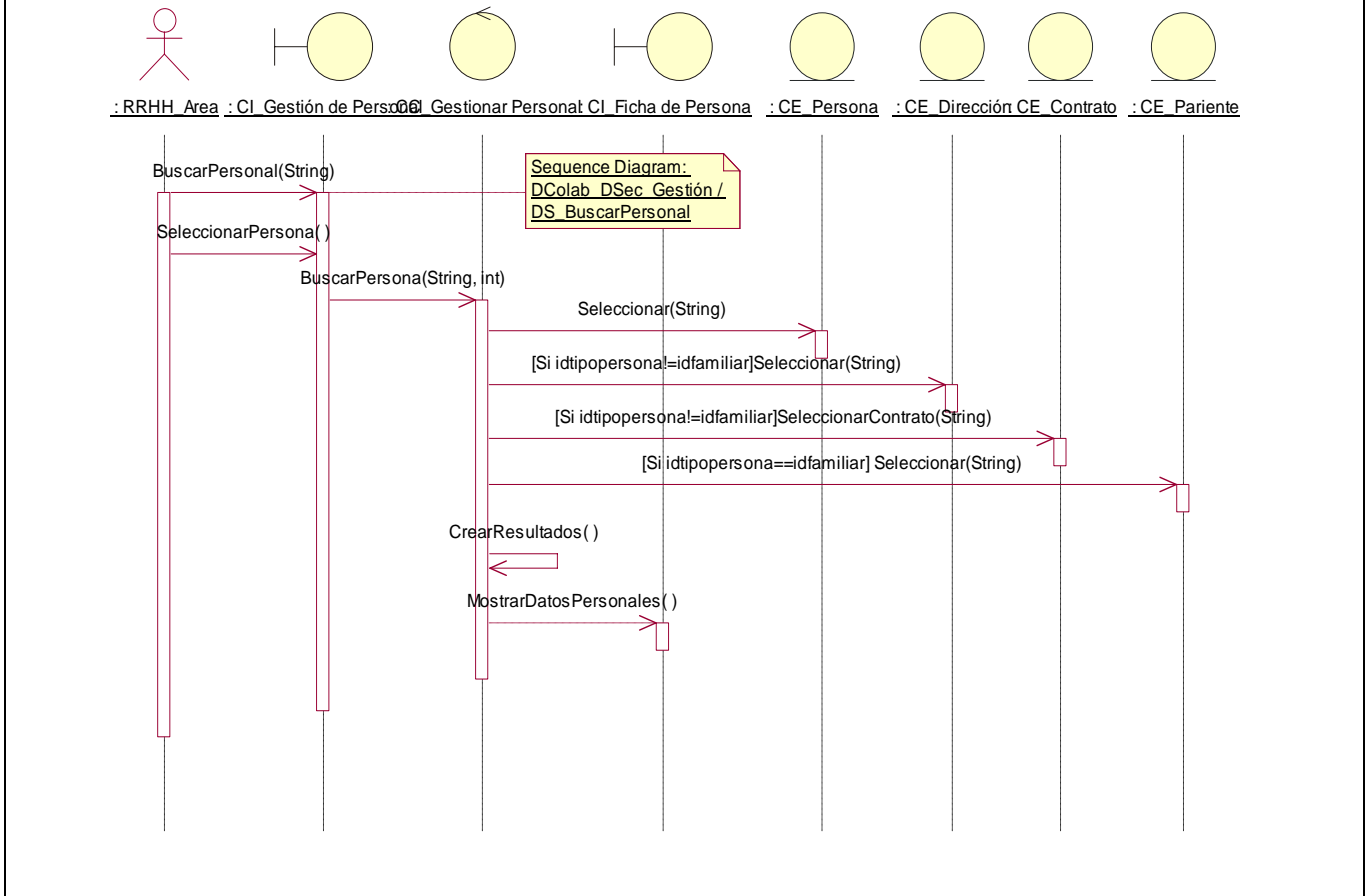 : RRHH_Area
: CI_Gestión de Personal
: CC_Gestionar Personal
: CI_Ficha de Persona
: CE_Persona
: CE_Dirección
: CE_Contrato
: CE_Pariente
BuscarPersonal(String)
Sequence Diagram:
DColab_DSec_Gestión /
DS_BuscarPersonal
SeleccionarPersona( )
BuscarPersona(String, int)
Seleccionar(String)
[Si idtipopersona!=idfamiliar]Seleccionar(String)
[Si idtipopersona!=idfamiliar]SeleccionarContrato(String)
[Si idtipopersona==idfamiliar] Seleccionar(String)
CrearResultados( )
MostrarDatosPersonales( )